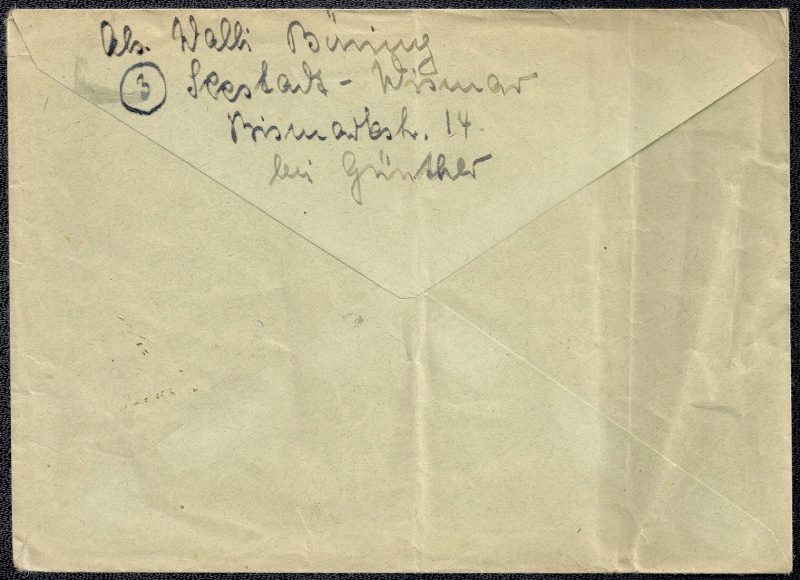 Abs. Walli Büning
③ Seestadt - Wismar
Bismarkstr. 14
bei Günther